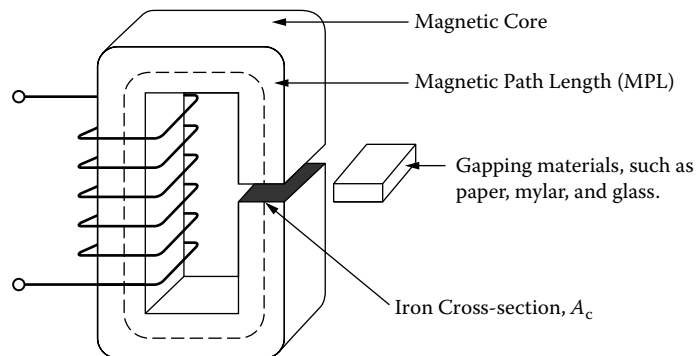 Magnetic Core
Magnetic Path Length (MPL)
Gapping materials, such as
paper, mylar, and glass.
Iron Cross-section, Ac